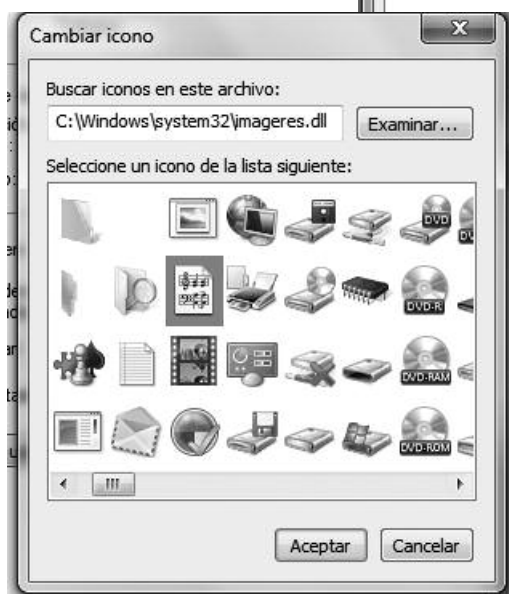 Cambiar icono
Buscar iconos en este archivo:
C:\Windows\system32\imageres.dll
Examinar...
Seleccione un icono de la lista siguiente:
DVD
DVD-R
DVD-RAM
DVD-ROM
Aceptar
Cancelar